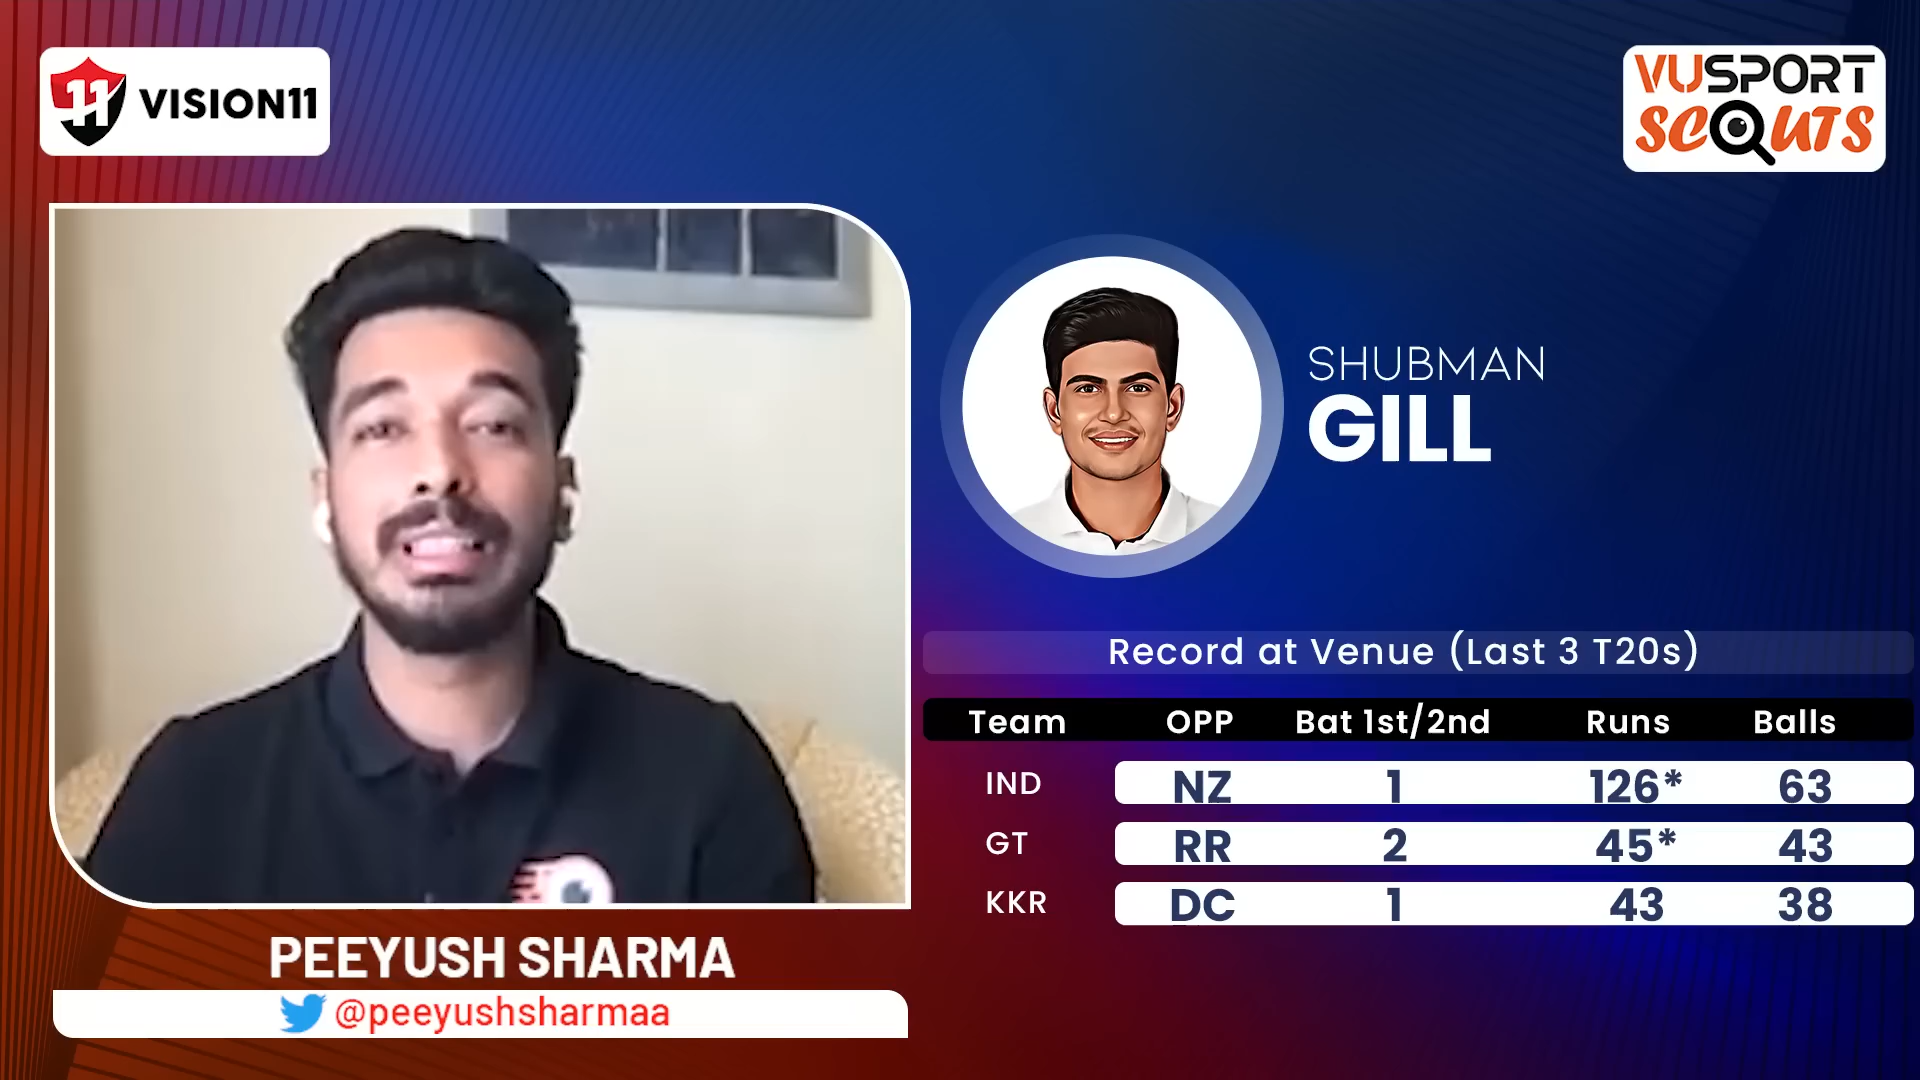 11 VISION11
VUSPORT
SCOUTS
SHUBMAN
GILL
Record at Venue (Last 3 T20s)
Team OPP Bat 1st/2nd Runs Balls
IND NZ 1 126* 63
GT RR 2 45* 43
KKR DC 1 43 38
PEEYUSH SHARMA
@peeyushsharmaa